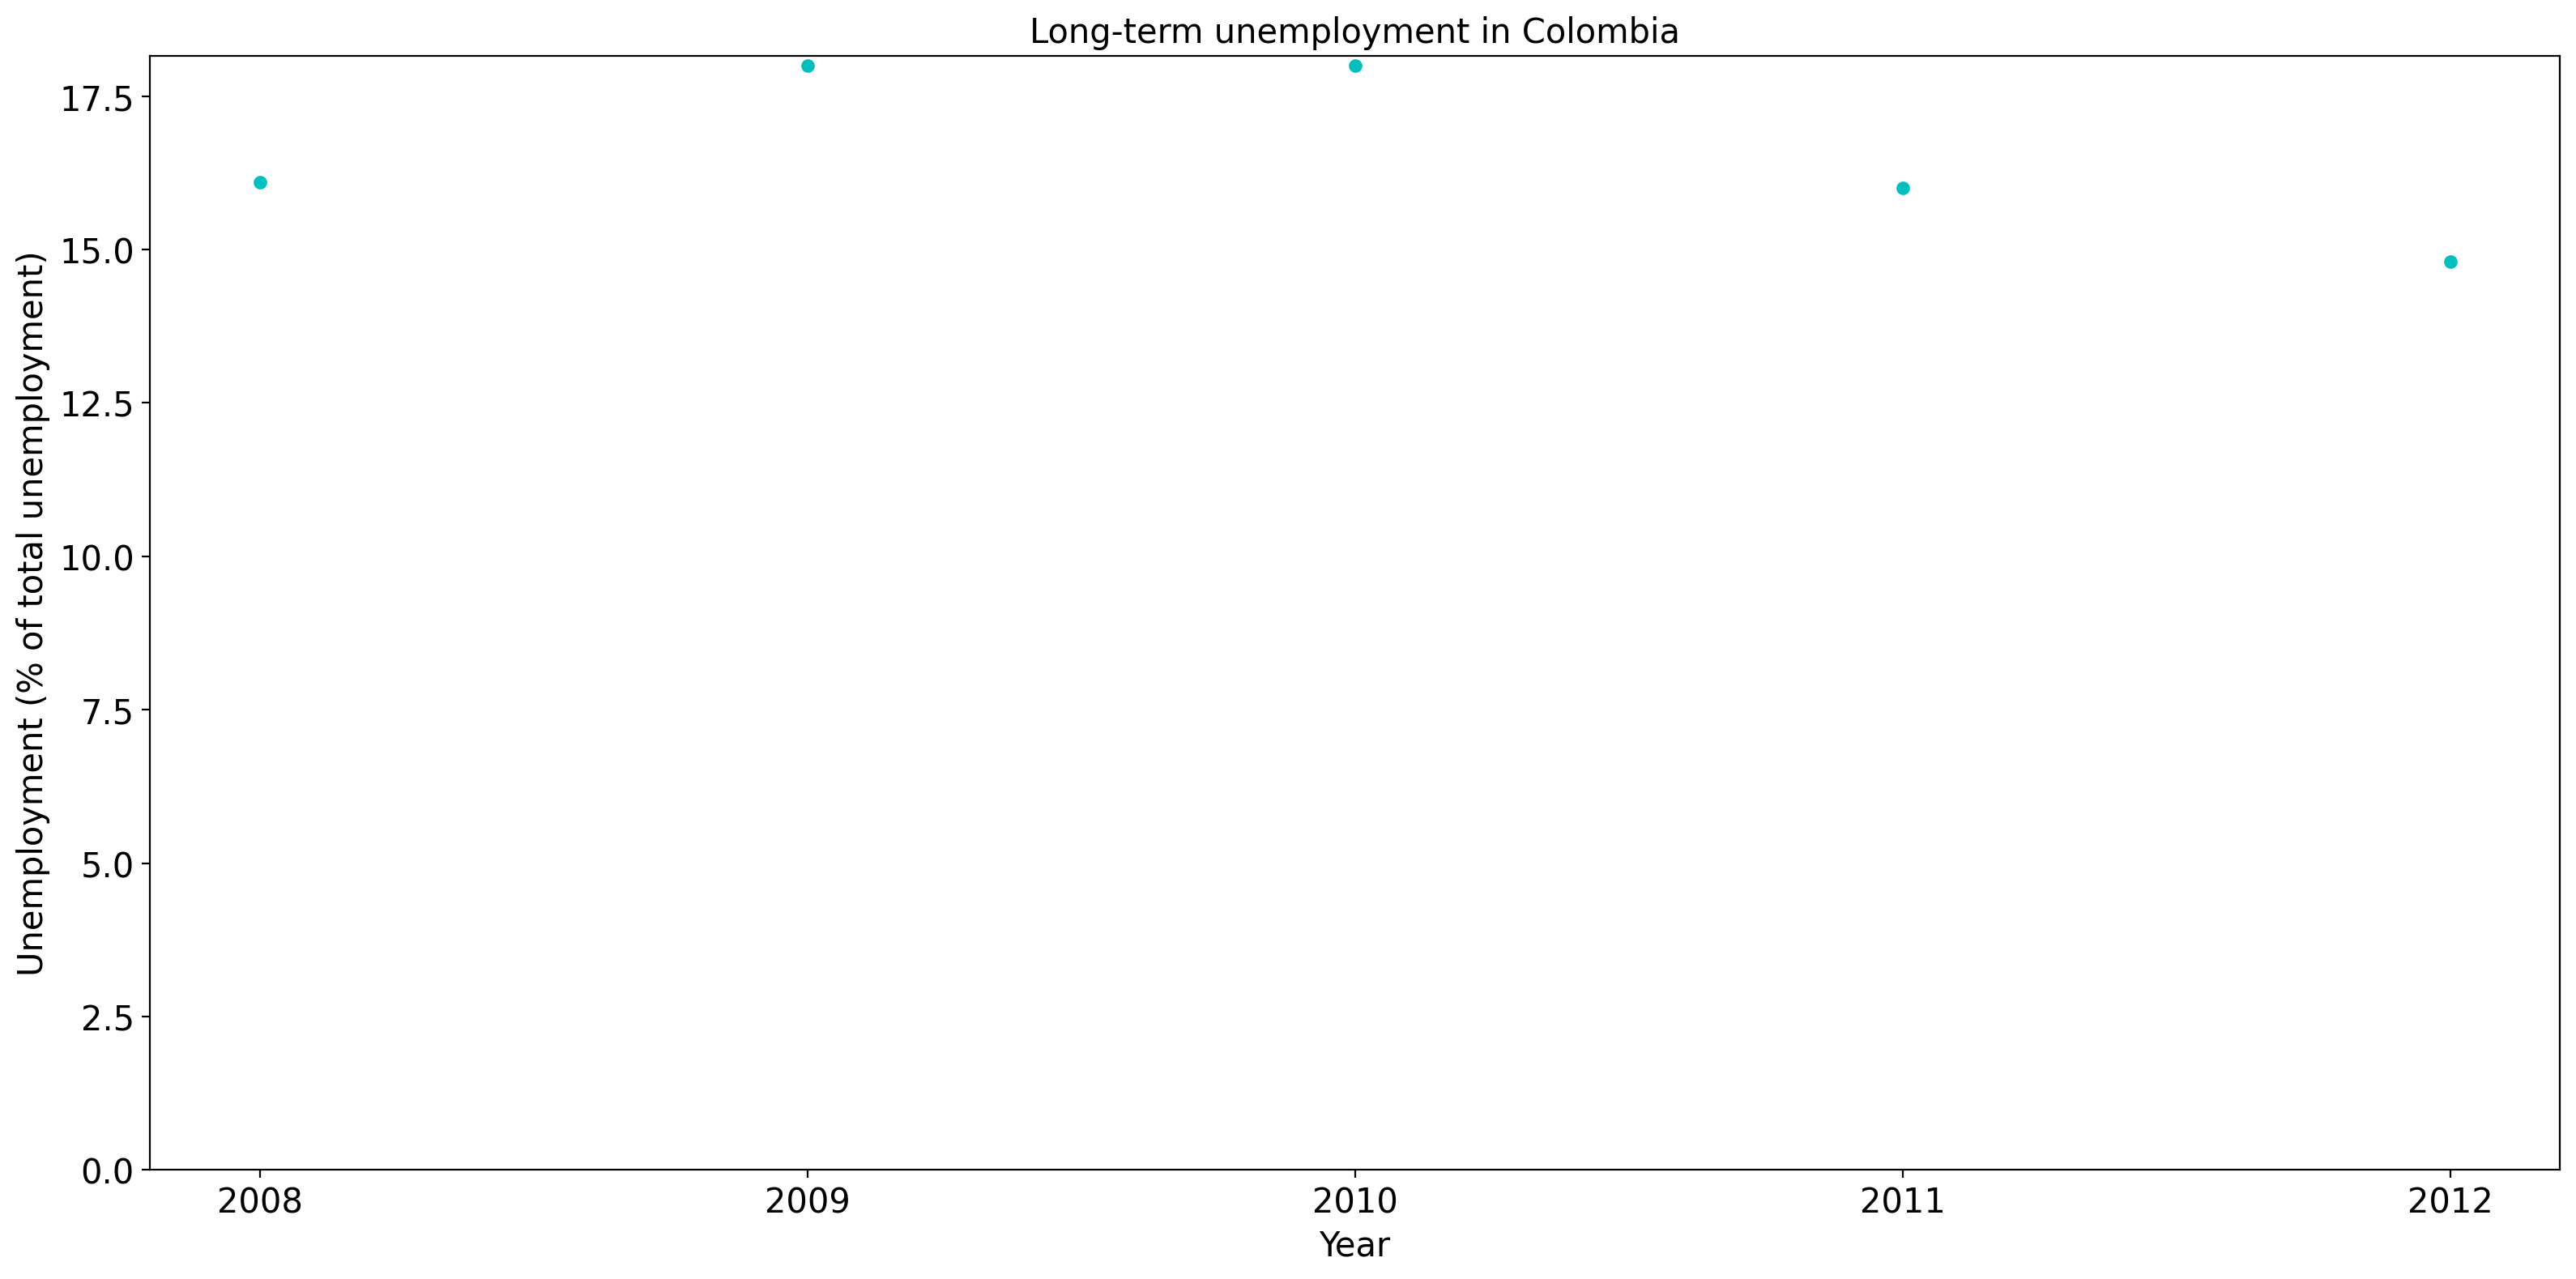 Long-term unemployment in Colombia
Unemployment (% of total unemployment)
17.5
15.0
12.5
10.0
7.5
5.0
2.5
0.0
2008 2009 2010 2011 2012
Year